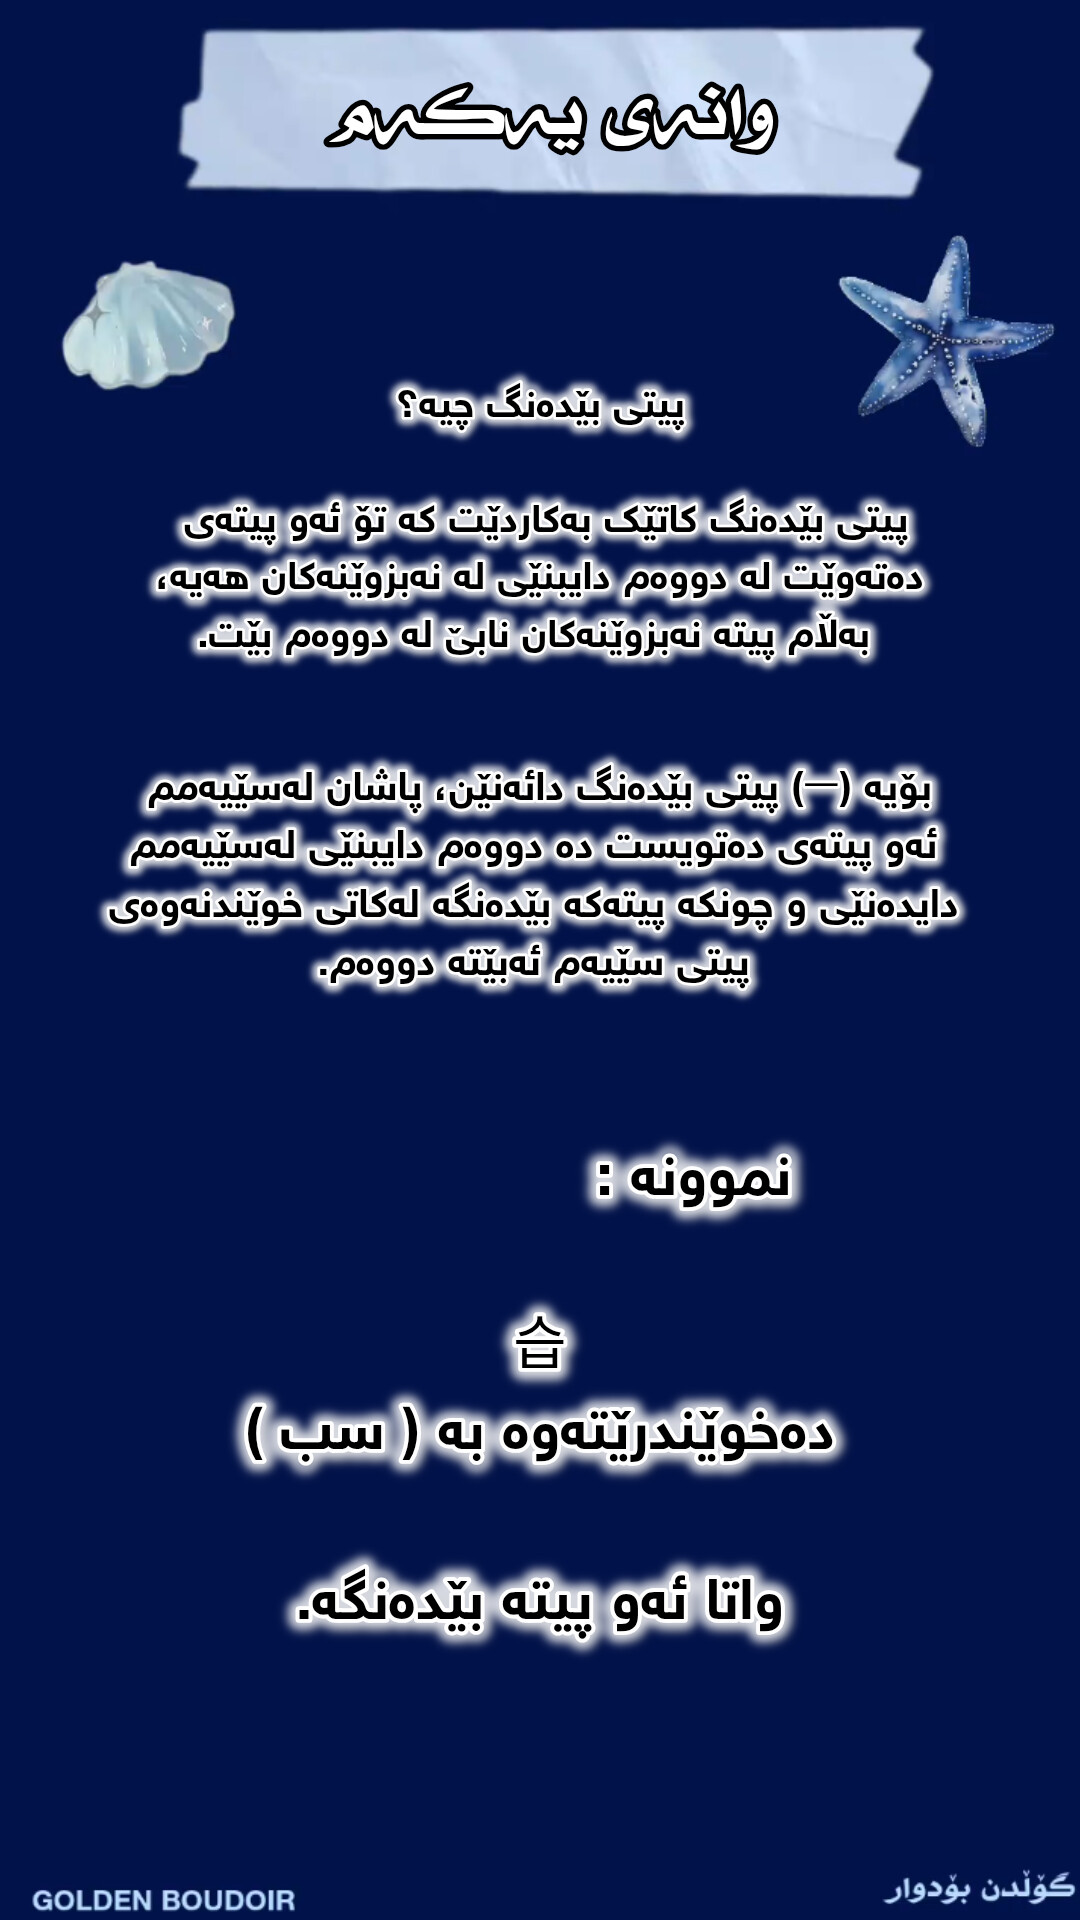 وانەی یەکەم
پیتی بێدەنگ چیە؟
پیتی بێدەنگ کاتێک بەکاردێت کە تۆ ئەو پیتەی
دەتەوێت لە دووەم دایبنێی لە نەبزوێنەکان هەیە،
بەڵام پیتە نەبزوێنەکان نابێ لە دووەم بێت.
بۆیە (ㅡ) پیتی بێدەنگ دائەنێن، پاشان لەسێیەمم
ئەو پیتەی دەتویست دە دووەم دایبنێی لەسێیەمم
دایدەنێی و چونکە پیتەکە بێدەنگە لەکاتی خوێندنەوەی
پیتی سێیەم ئەبێتە دووەم.
نموونە :
습
دەخوێندرێتەوە بە ( سب )
واتا ئەو پیتە بێدەنگە.
GOLDEN BOUDOIR
گۆڵدن بۆدوار